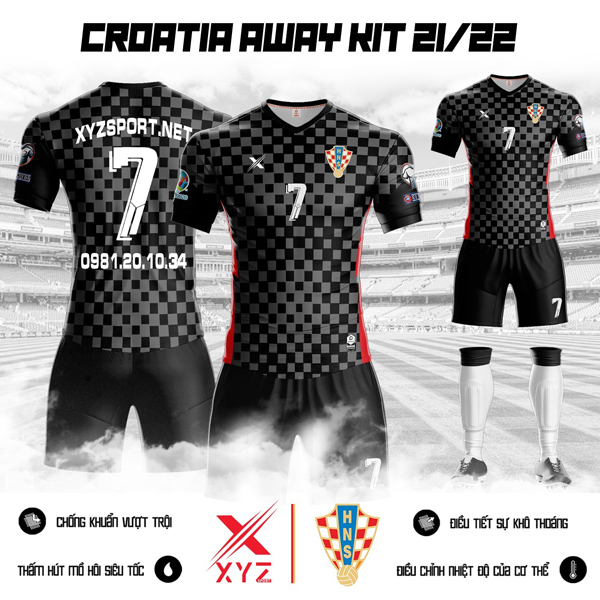 CROATIA AWAY KIT 21/22
XYZSPORT.NET
7
0981.20.10.34
7
7
7
7
CHỐNG KHUẨN VƯỢT TRỘI
THẤM HÚT MỒ HÔI SIÊU TỐC
XYZ
SPORT
HNS
ĐIỀU TIẾT SỰ KHÔ THOÁNG
ĐIỀU CHỈNH NHIỆT ĐỘ CỦA CƠ THỂ